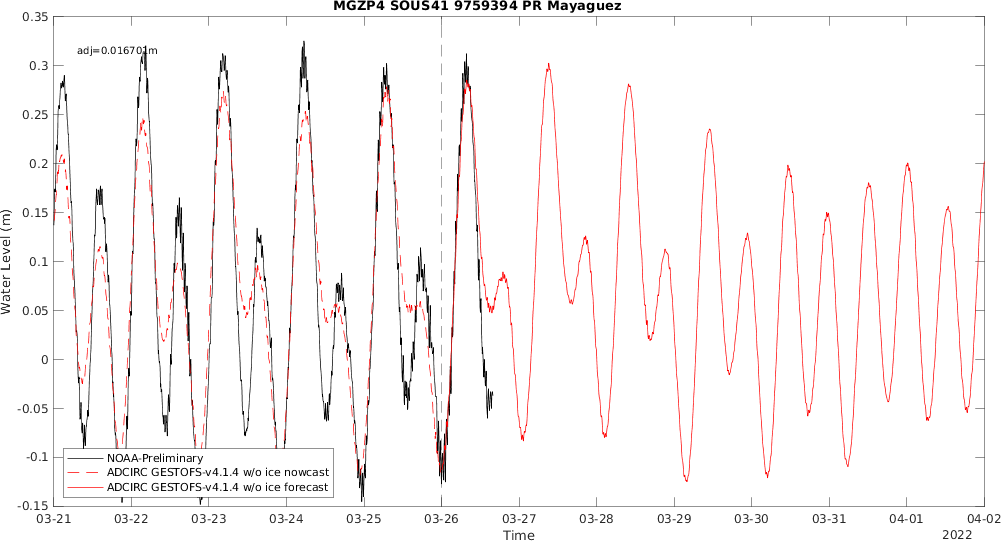 MGZP4 SOUS41 9759394 PR Mayaguez
adj=0.016701m
Water Level (m)
0.35
0.3
0.25
0.2
0.15
0.1
0.05
0
-0.05
-0.1
-0.15
NOAA-Preliminary
ADCIRC GESTOFS-v4.1.4 w/o ice nowcast
ADCIRC GESTOFS-v4.1.4 w/o ice forecast
03-21 03-22 03-23 03-24 03-25 03-26 03-27 03-28 03-29 03-30 03-31 04-01 04-02
Time
2022